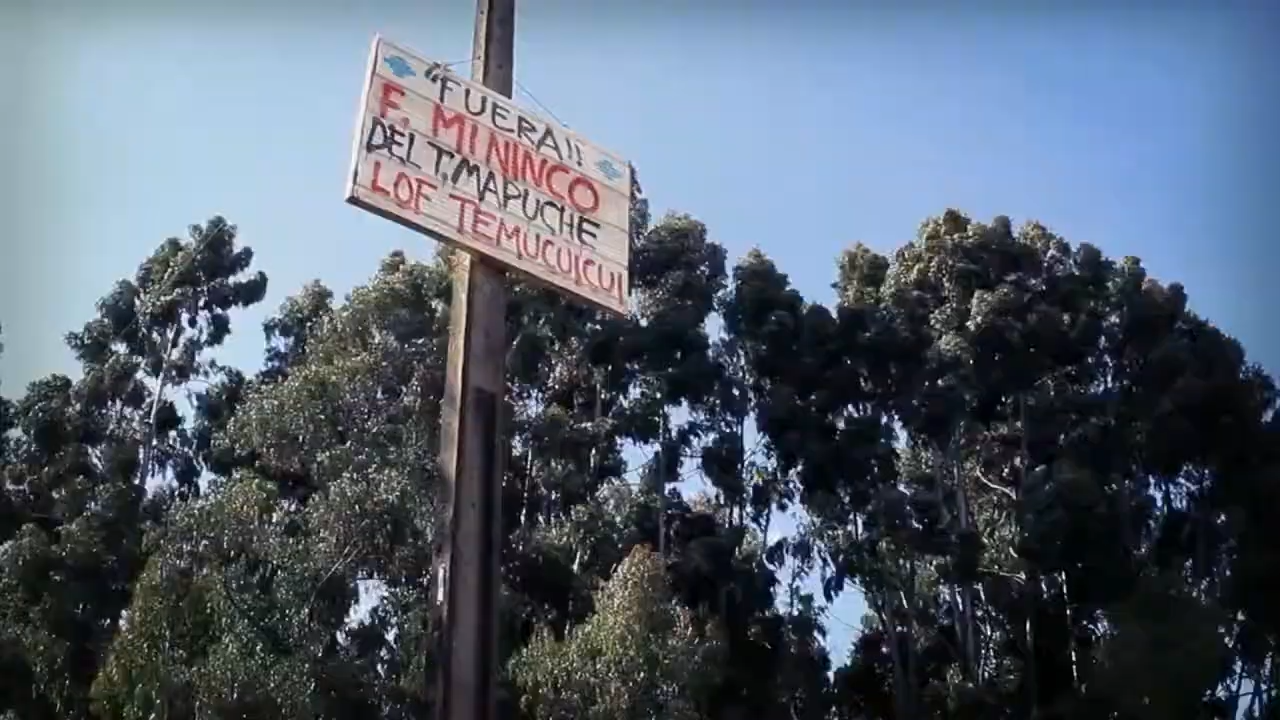 "FUERA!!
F. MININCO
DEL T. MAPUCHE
LOF TEMUCUICUI